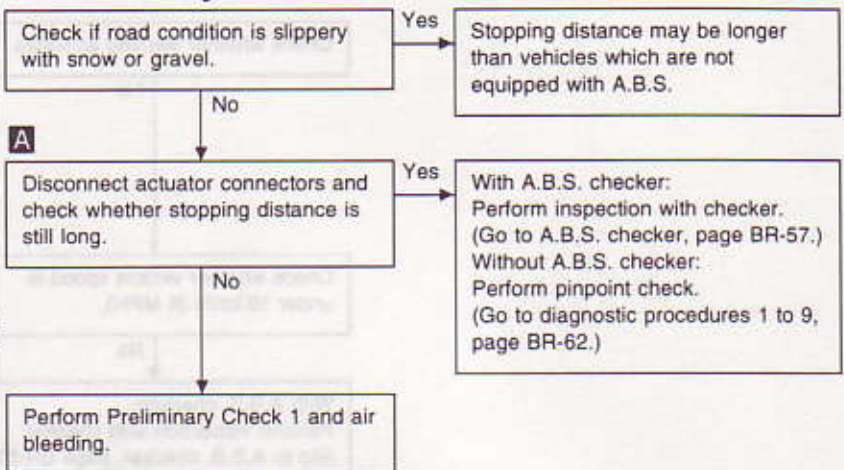 Check if road condition is slippery
with snow or gravel.
Yes
Stopping distance may be longer
than vehicles which are not
equipped with A.B.S.
No
A
Disconnect actuator connectors and
check whether stopping distance is
still long.
Yes
With A.B.S. checker:
Perform inspection with checker.
(Go to A.B.S. checker, page BR-57.)
Without A.B.S. checker:
Perform pinpoint check.
(Go to diagnostic procedures 1 to 9,
page BR-62.)
No
Perform Preliminary Check 1 and air
bleeding.